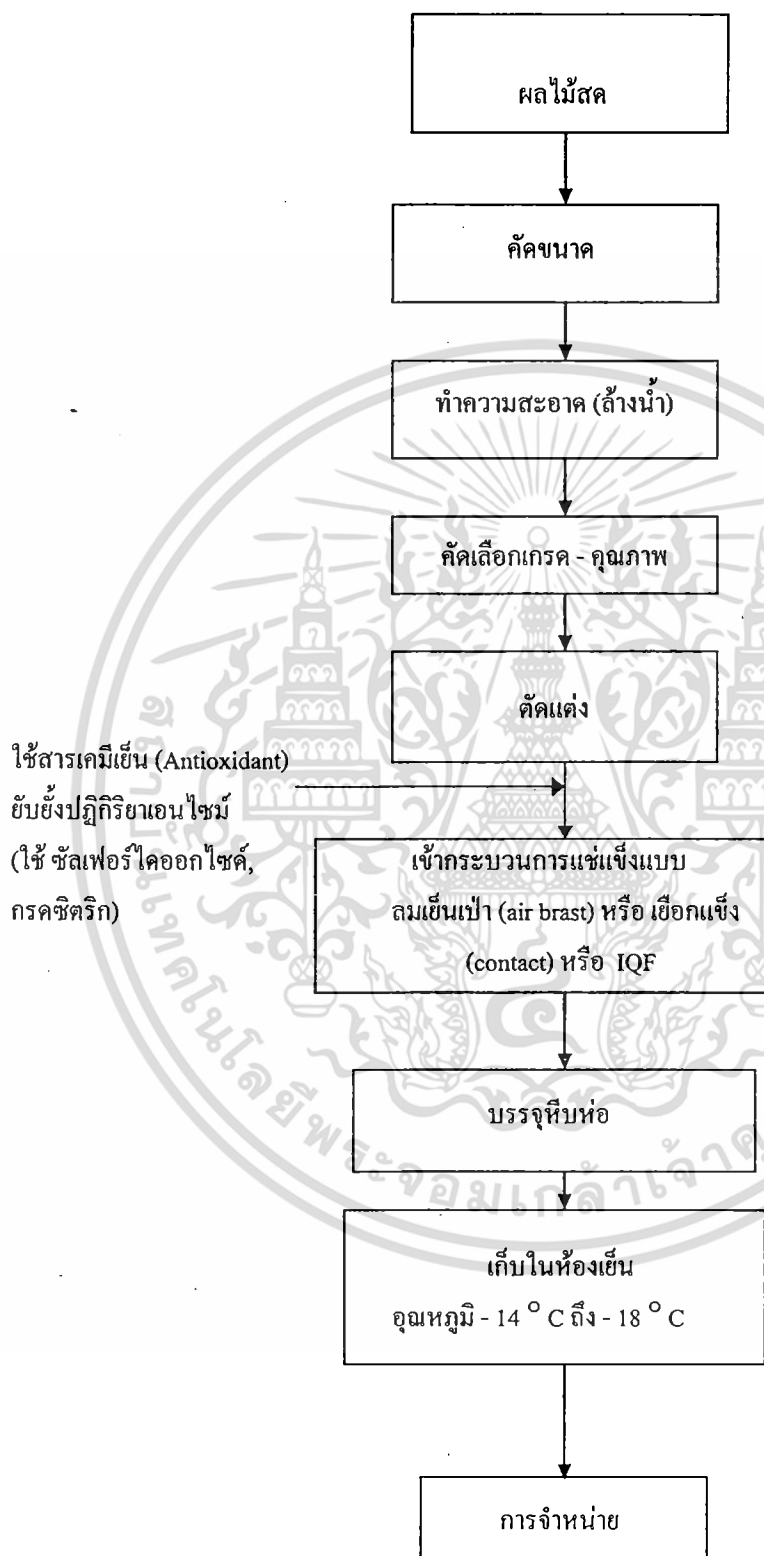 ผลไม้สด
คัดขนาด
ทำความสะอาด (ล้างน้ำ)
คัดเลือกเกรด - คุณภาพ
ตัดแต่ง
ใช้สารเคมีเย็น (Antioxidant)
ยับยั้งปฏิกิริยาเอนไซม์
(ใช้ ซัลเฟอร์ไดออกไซด์,
กรดซิตริก)
เข้ากระบวนการแช่แข็งแบบ
ลมเย็นเป่า (air brast) หรือ เยือกแข็ง
(contact) หรือ IQF
บรรจุหีบห่อ
เก็บในห้องเย็น
อุณหภูมิ - 14 ° C ถึง - 18 ° C
การจำหน่าย